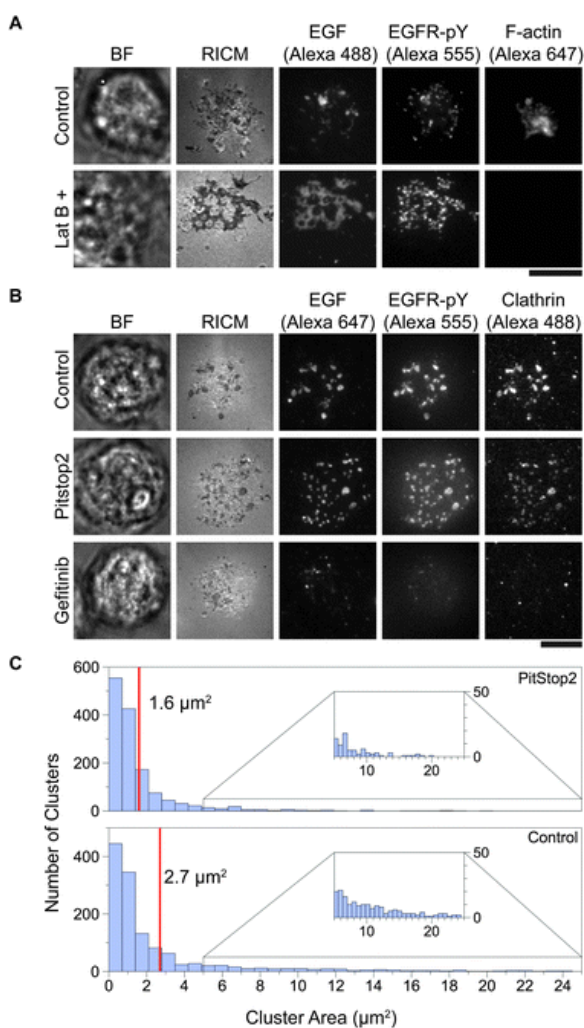 A
BF RICM EGF (Alexa 488) EGFR-pY (Alexa 555) F-actin (Alexa 647)
Control
Lat B +
B
BF RICM EGF (Alexa 647) EGFR-pY (Alexa 555) Clathrin (Alexa 488)
Control
Pitstop2
Gefitinib
C
Number of Clusters
600
400
200
0
1.6 µm²
PitStop2
50
0
10 20
400
200
0
2.7 µm²
Control
50
0
10 20
0 2 4 6 8 10 12 14 16 18 20 22 24
Cluster Area (µm²)